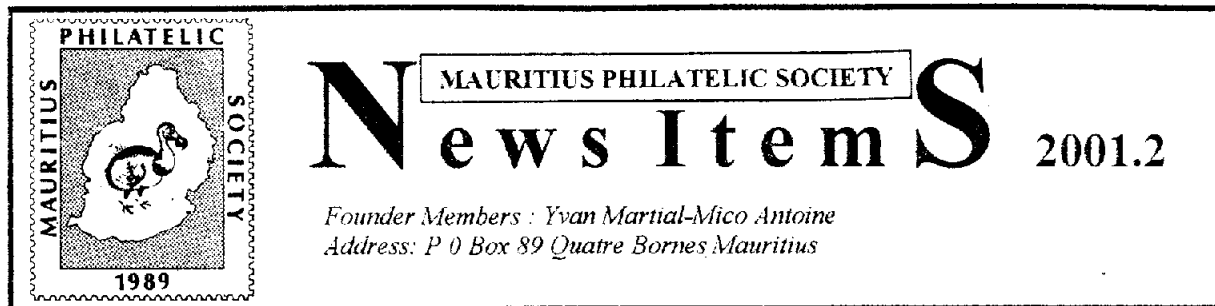 PHILATELIC
MAURITIUS
SOCIETY
1989
MAURITIUS PHILATELIC SOCIETY
News ItemS 2001.2
Founder Members : Yvan Martial-Mico Antoine
Address: P 0 Box 89 Quatre Bornes Mauritius